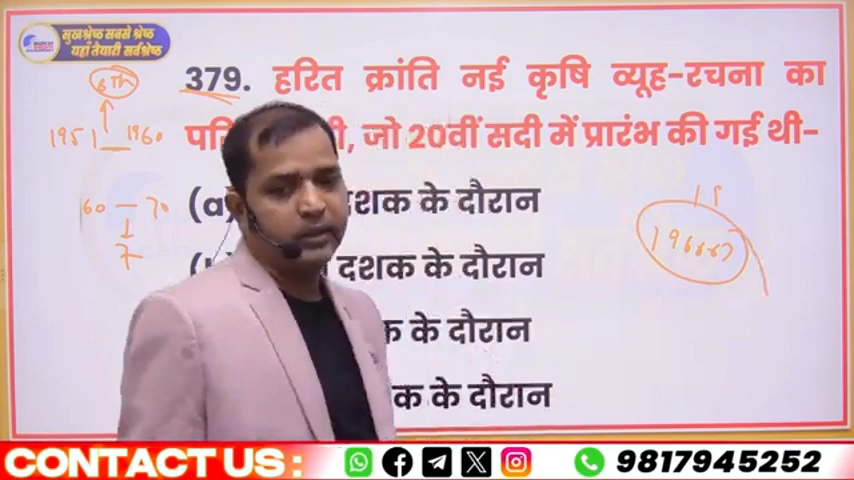 सुखश्रेष्ठ सबसे श्रेष्ठ
यहाँ तैयारी सर्वश्रेष्ठ
379. हरित क्रांति नई कृषि व्यूह-रचना का
जो 20वीं सदी में प्रारंभ की गई थी-
(a) दशक के दौरान
दशक के दौरान
के दौरान
के दौरान
6th
1951 1960
60 - 70
7
1966-67
CONTACT US :
9817945252